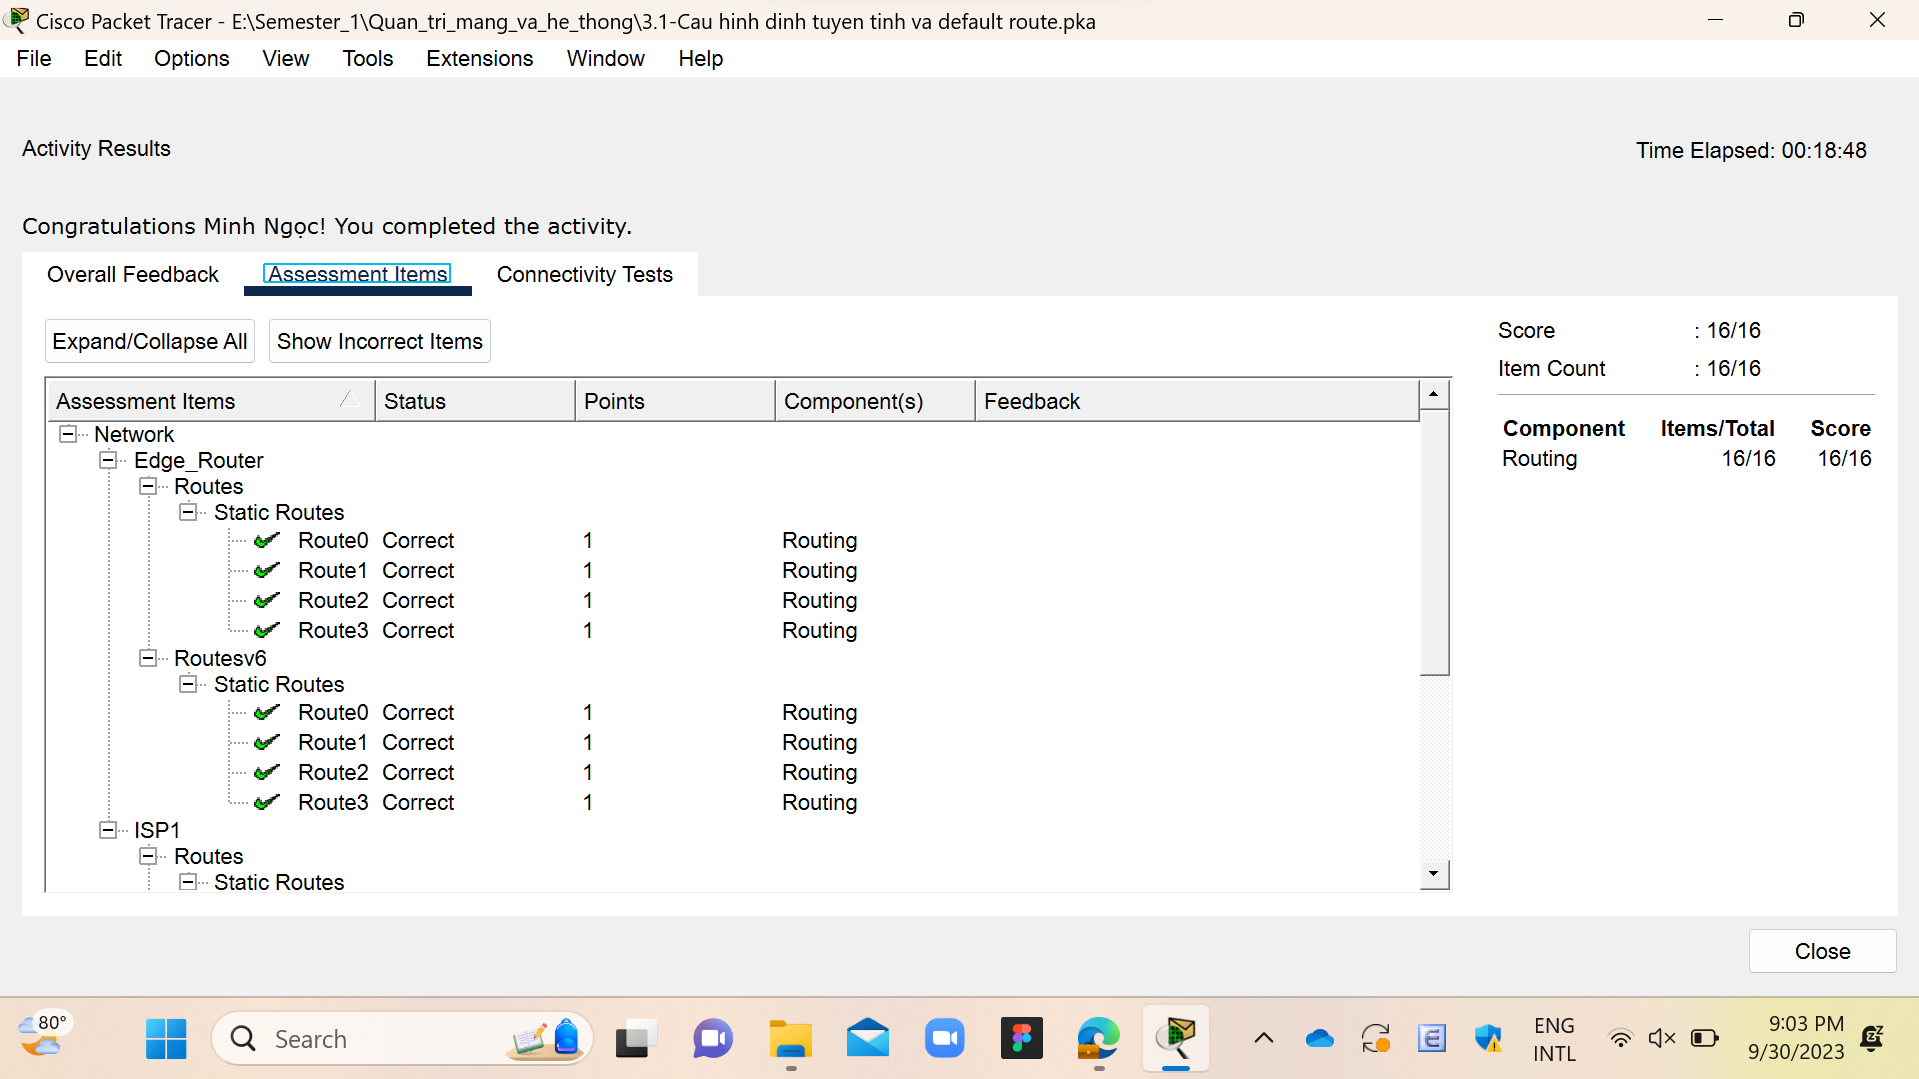 Cisco Packet Tracer - E:\Semester_1\Quan_tri_mang_va_he_thong\3.1-Cau hinh dinh tuyen tinh va default route.pka
File Edit Options View Tools Extensions Window Help
Activity Results
Time Elapsed: 00:18:48
Congratulations Minh Ngọc! You completed the activity.
Overall Feedback Assessment Items Connectivity Tests
Expand/Collapse All Show Incorrect Items
Assessment Items Status Points Component(s) Feedback
Network
Edge_Router
Routes
Static Routes
Route0 Correct 1 Routing
Route1 Correct 1 Routing
Route2 Correct 1 Routing
Route3 Correct 1 Routing
Routesv6
Static Routes
Route0 Correct 1 Routing
Route1 Correct 1 Routing
Route2 Correct 1 Routing
Route3 Correct 1 Routing
ISP1
Routes
Static Routes
Score : 16/16
Item Count : 16/16
Component Items/Total Score
Routing 16/16 16/16
Close
80°
Search
ENG
INTL
9:03 PM
9/30/2023